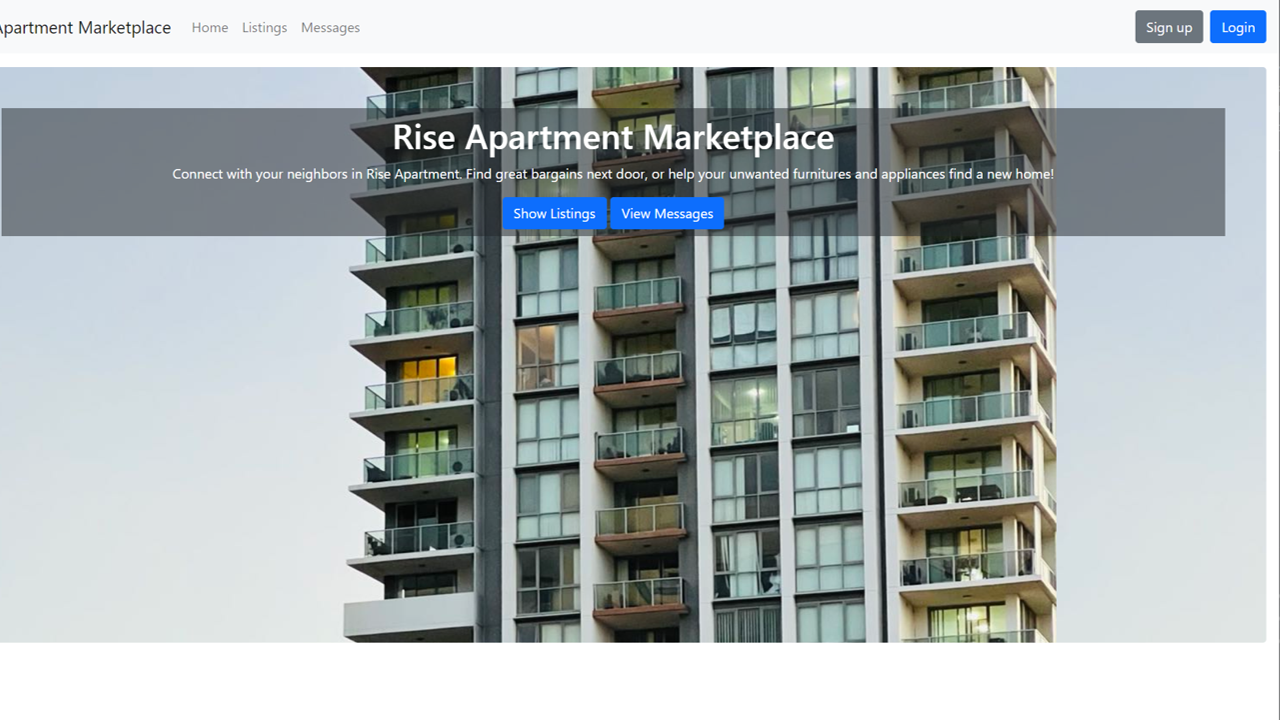 Apartment Marketplace Home Listings Messages Sign up Login
Rise Apartment Marketplace
Connect with your neighbors in Rise Apartment. Find great bargains next door, or help your unwanted furnitures and appliances find a new home!
Show Listings View Messages